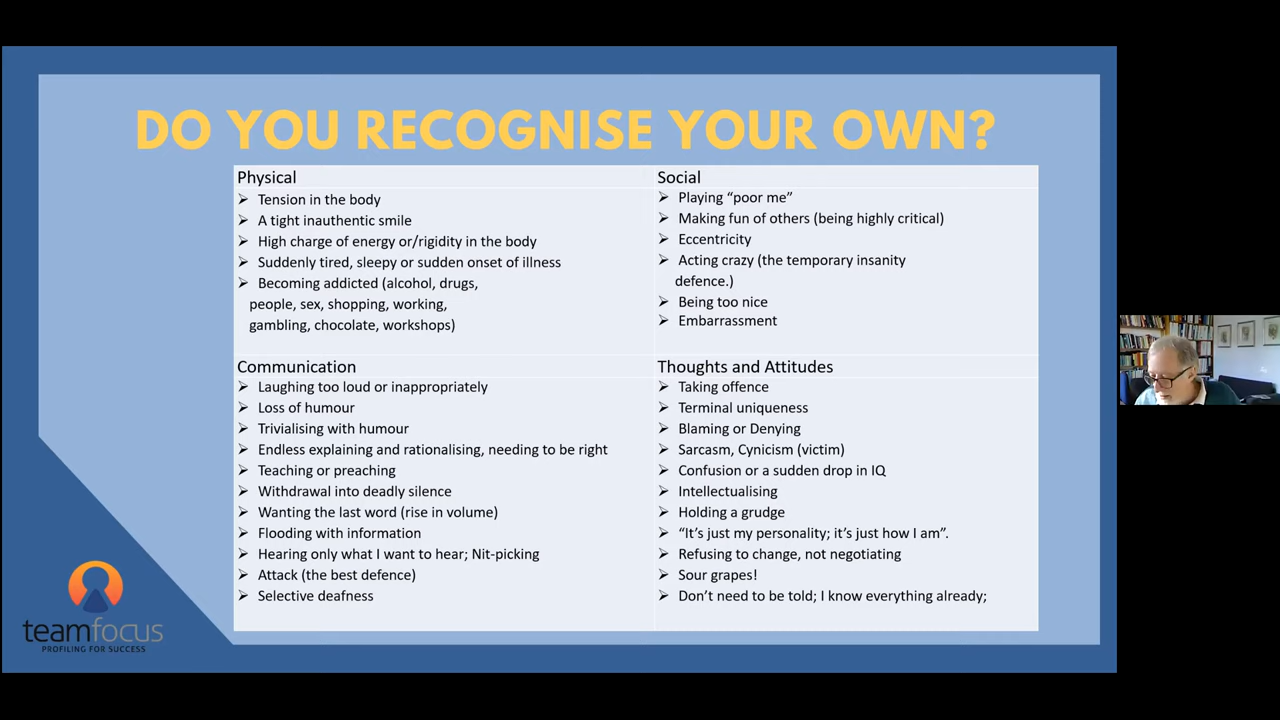 DO YOU RECOGNISE YOUR OWN?
Physical
➢ Tension in the body
➢ A tight inauthentic smile
➢ High charge of energy or/rigidity in the body
➢ Suddenly tired, sleepy or sudden onset of illness
➢ Becoming addicted (alcohol, drugs,
people, sex, shopping, working,
gambling, chocolate, workshops)
Social
➢ Playing “poor me”
➢ Making fun of others (being highly critical)
➢ Eccentricity
➢ Acting crazy (the temporary insanity
defence.)
➢ Being too nice
➢ Embarrassment
Communication
➢ Laughing too loud or inappropriately
➢ Loss of humour
➢ Trivialising with humour
➢ Endless explaining and rationalising, needing to be right
➢ Teaching or preaching
➢ Withdrawal into deadly silence
➢ Wanting the last word (rise in volume)
➢ Flooding with information
➢ Hearing only what I want to hear; Nit-picking
➢ Attack (the best defence)
➢ Selective deafness
Thoughts and Attitudes
➢ Taking offence
➢ Terminal uniqueness
➢ Blaming or Denying
➢ Sarcasm, Cynicism (victim)
➢ Confusion or a sudden drop in IQ
➢ Intellectualising
➢ Holding a grudge
➢ “It’s just my personality; it’s just how I am”.
➢ Refusing to change, not negotiating
➢ Sour grapes!
➢ Don’t need to be told; I know everything already;
teamfocus
PROFILING FOR SUCCESS